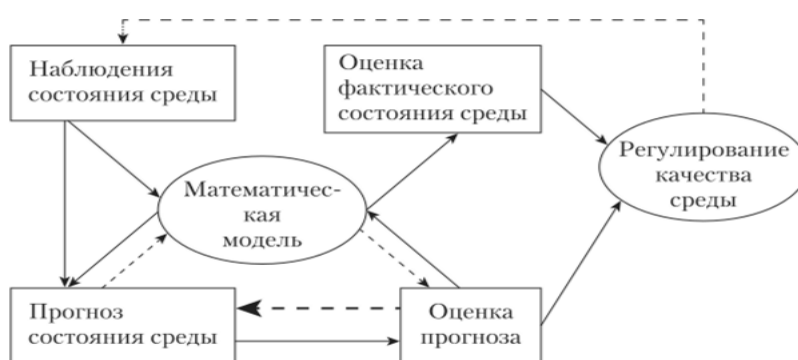 Наблюдения
состояния среды
Оценка
фактического
состояния среды
Регулирование
качества
среды
Математичес-
кая
модель
Прогноз
состояния среды
Оценка
прогноза